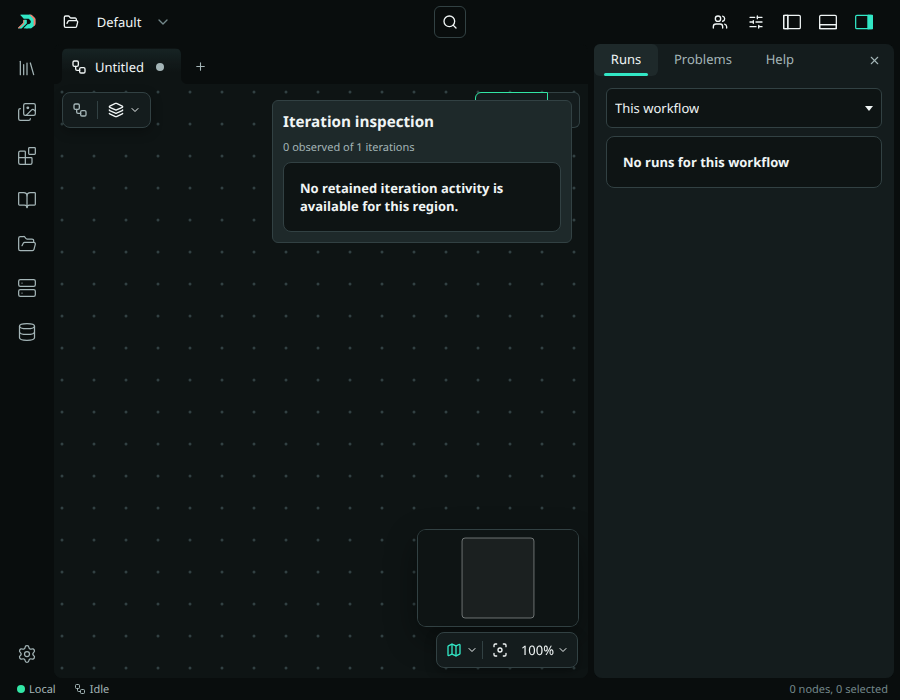 Default
Untitled
Iteration inspection
0 observed of 1 iterations
No retained iteration activity is
available for this region.
100%
Runs
Problems
Help
This workflow
No runs for this workflow
Local
Idle
0 nodes, 0 selected